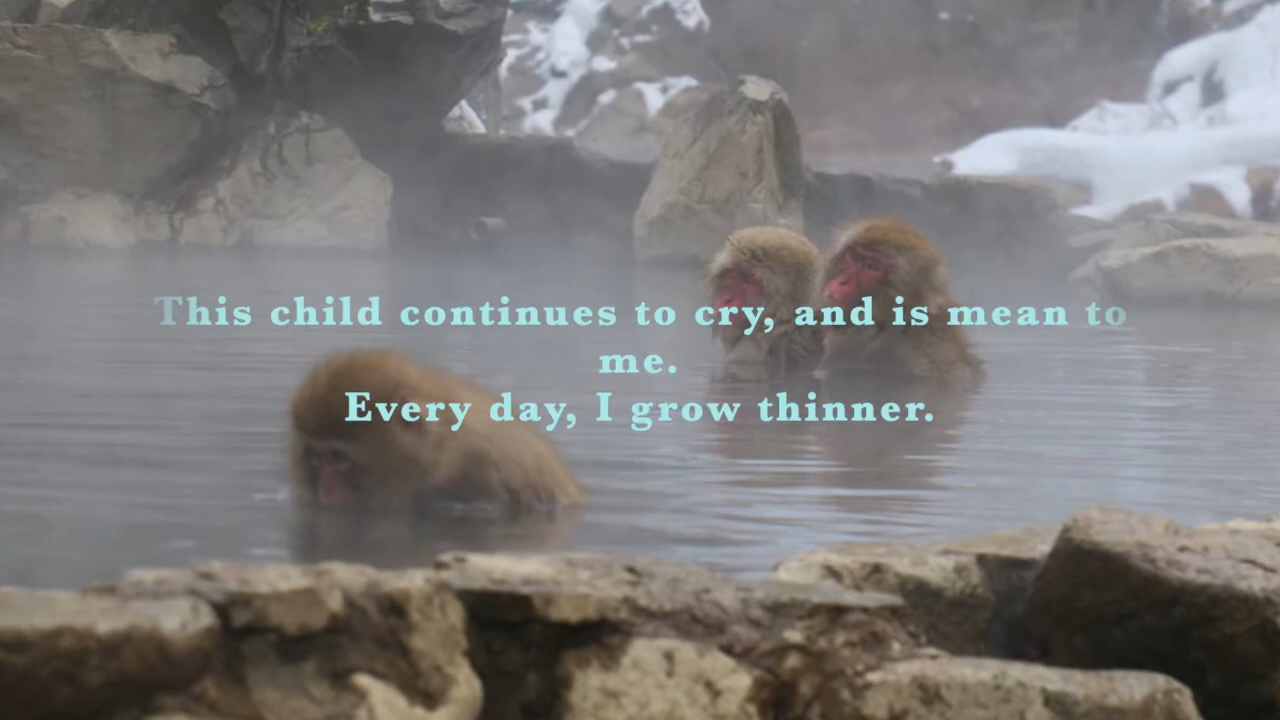 This child continues to cry, and is mean to
me.
Every day, I grow thinner.